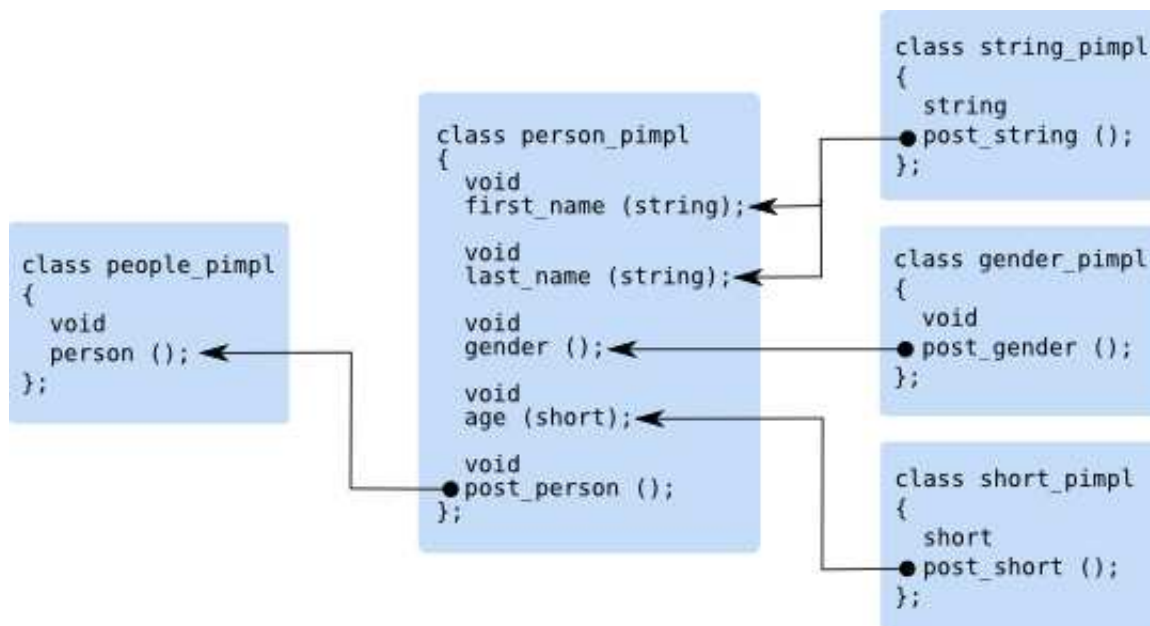 class people_pimpl
{
void
person ();
};
class person_pimpl
{
void
first_name (string);
void
last_name (string);
void
gender ();
void
age (short);
void
post_person ();
};
class string_pimpl
{
string
post_string ();
};
class gender_pimpl
{
void
post_gender ();
};
class short_pimpl
{
short
post_short ();
};